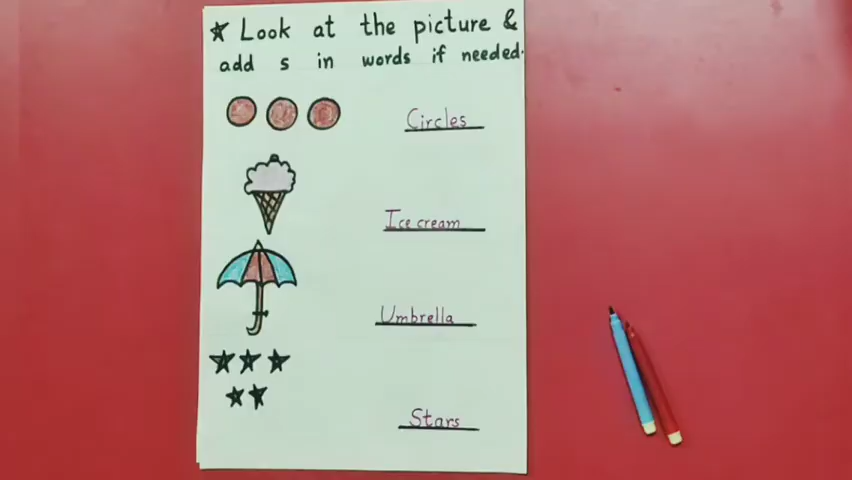 Look at the picture &
add s in words if needed.
Circles
Ice cream
Umbrella
Stars